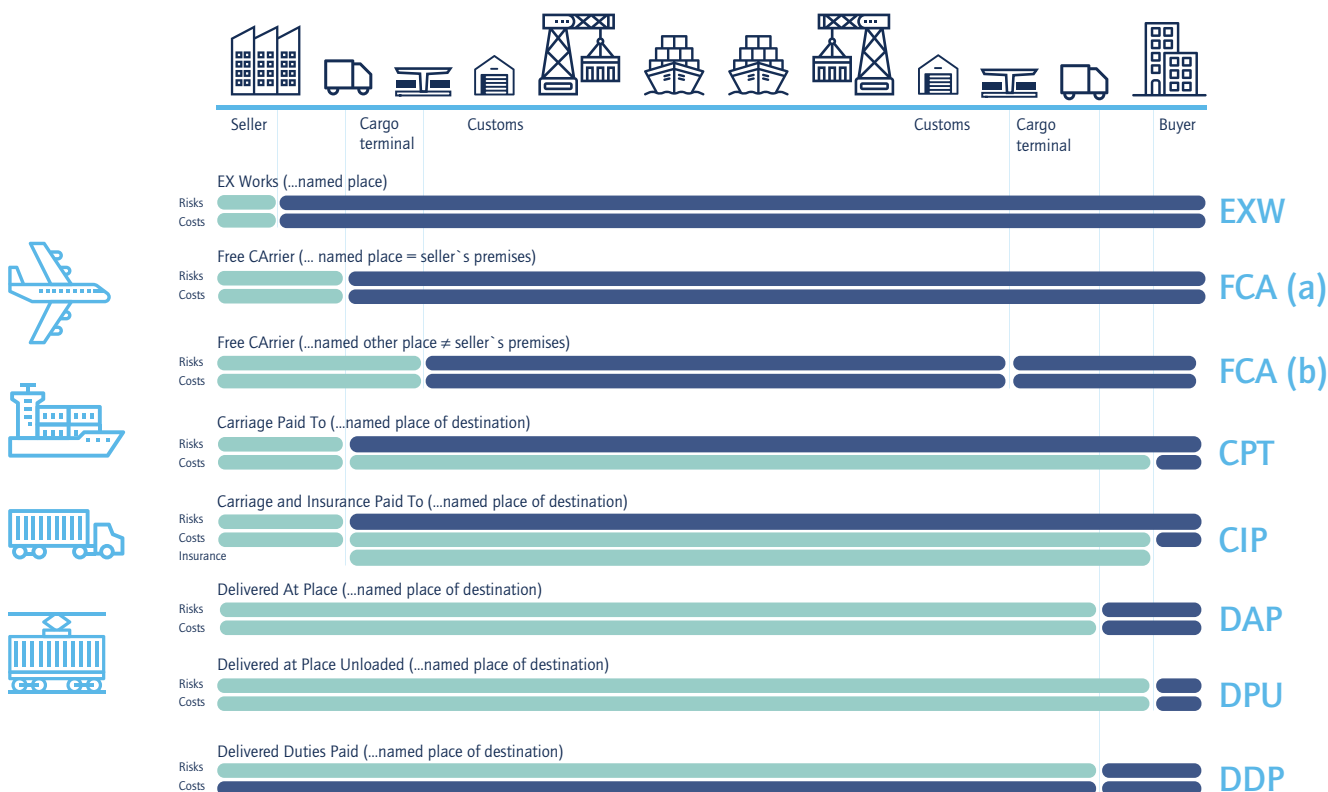 Seller
Cargo
terminal
Customs
Customs
Cargo
terminal
Buyer
EX Works (...named place)
Risks
Costs
EXW
Free CArrier (... named place = seller`s premises)
Risks
Costs
FCA (a)
Free CArrier (...named other place ≠ seller`s premises)
Risks
Costs
FCA (b)
Carriage Paid To (...named place of destination)
Risks
Costs
CPT
Carriage and Insurance Paid To (...named place of destination)
Risks
Costs
Insurance
CIP
Delivered At Place (...named place of destination)
Risks
Costs
DAP
Delivered at Place Unloaded (...named place of destination)
Risks
Costs
DPU
Delivered Duties Paid (...named place of destination)
Risks
Costs
DDP